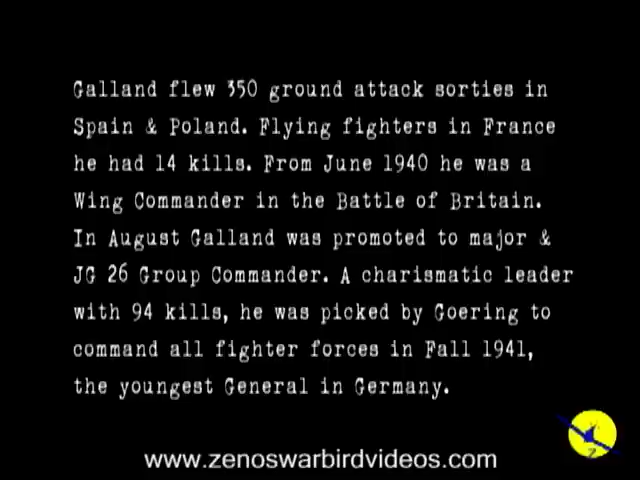 Galland flew 350 ground attack sorties in
Spain & Poland. Flying fighters in France
he had 14 kills. From June 1940 he was a
Wing Commander in the Battle of Britain.
In August Galland was promoted to major &
JG 26 Group Commander. A charismatic leader
with 94 kills, he was picked by Goering to
command all fighter forces in Fall 1941,
the youngest General in Germany.
Z
www.zenoswarbirdvideos.com